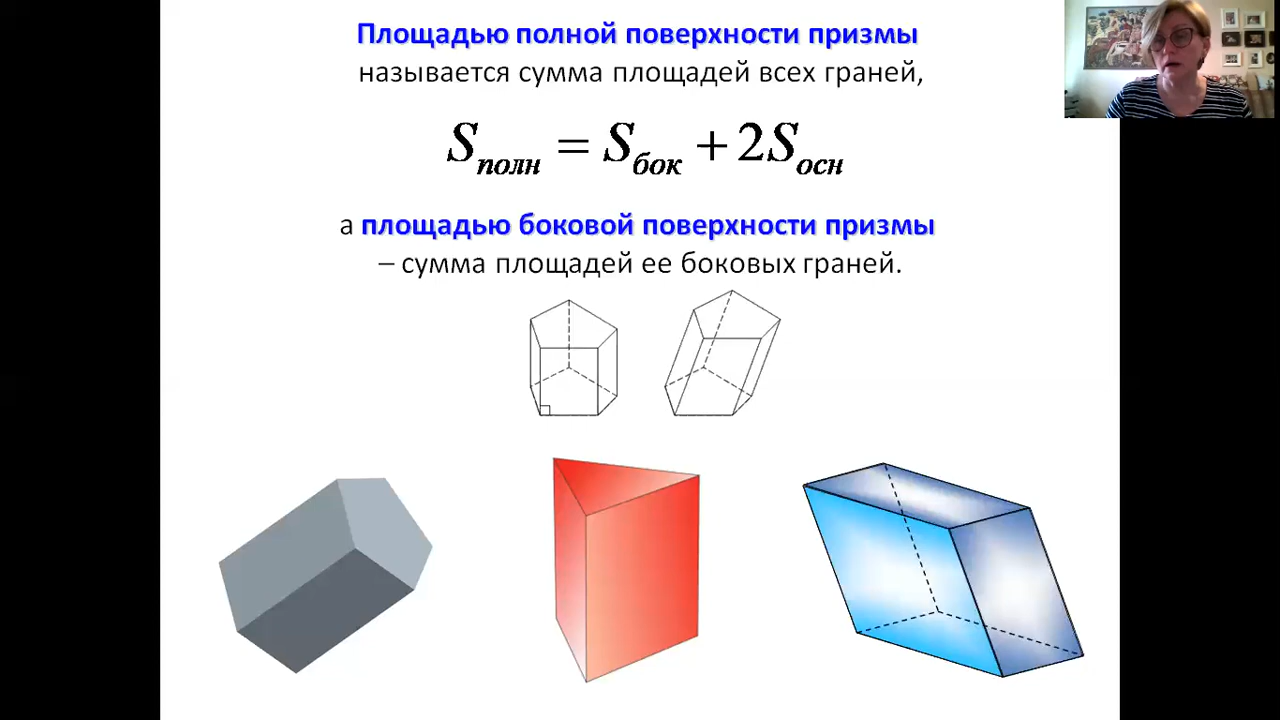 Площадью полной поверхности призмы
называется сумма площадей всех граней,
Sполн = Sбок + 2Sосн
а площадью боковой поверхности призмы
– сумма площадей ее боковых граней.